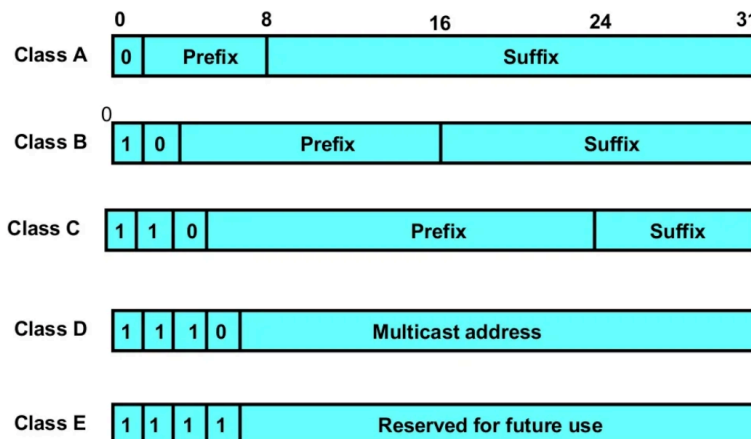 0 8 16 24 31
Class A 0 Prefix Suffix
0
Class B 1 0 Prefix Suffix
Class C 1 1 0 Prefix Suffix
Class D 1 1 1 0 Multicast address
Class E 1 1 1 1 Reserved for future use